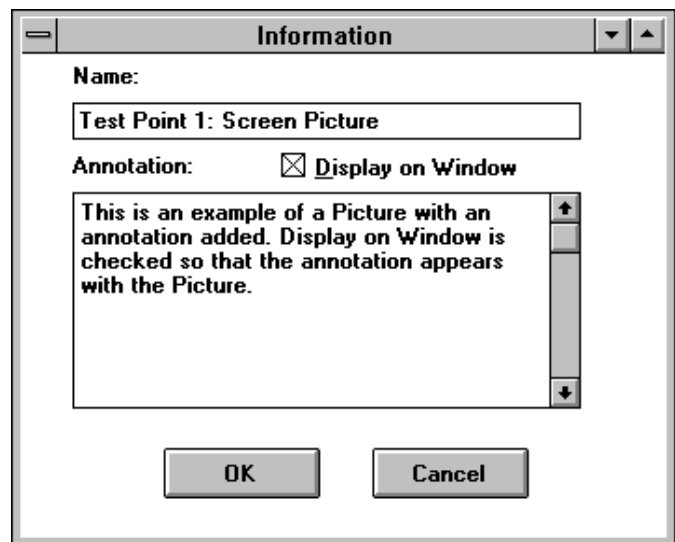 Information
Name:
Test Point 1: Screen Picture
Annotation:
Display on Window
This is an example of a Picture with an
annotation added. Display on Window is
checked so that the annotation appears
with the Picture.
OK
Cancel